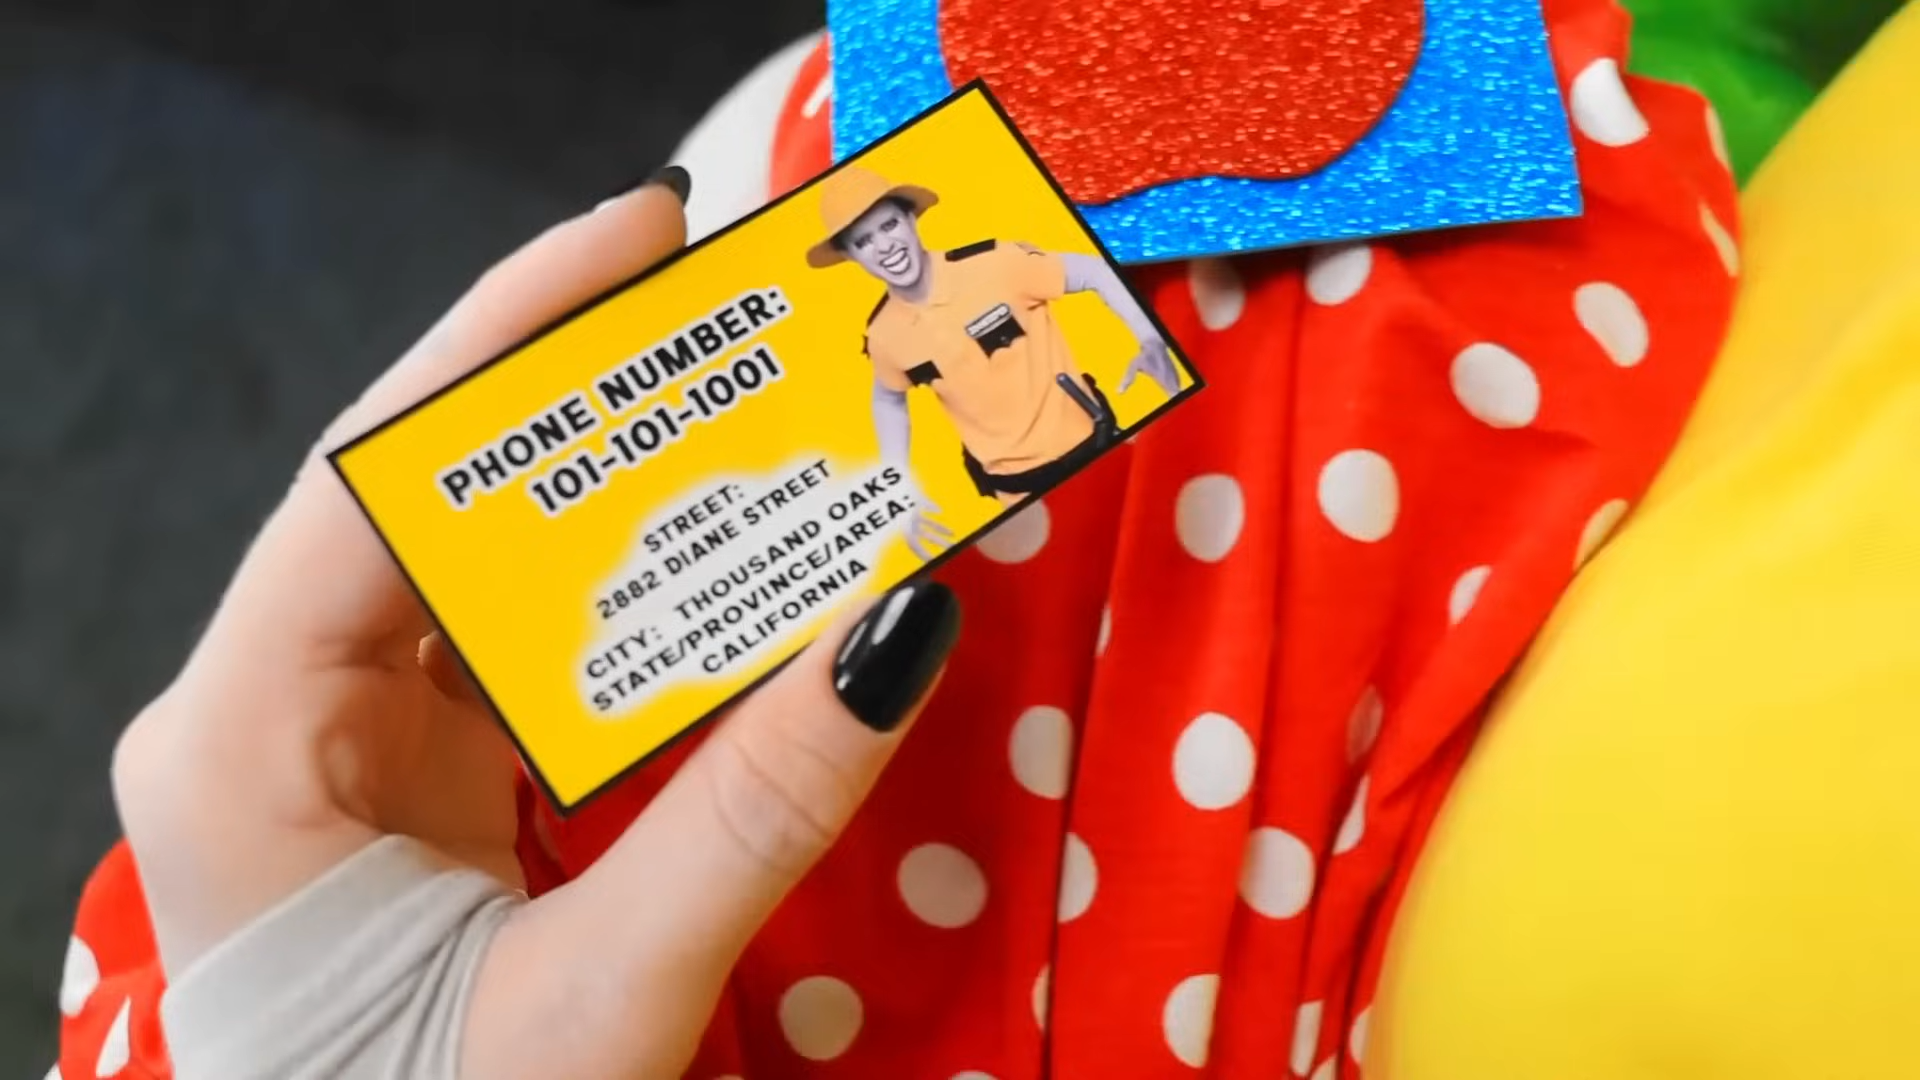 PHONE NUMBER:
101-101-1001
STREET:
2882 DIANE STREET
CITY: THOUSAND OAKS
STATE/PROVINCE/AREA:
CALIFORNIA